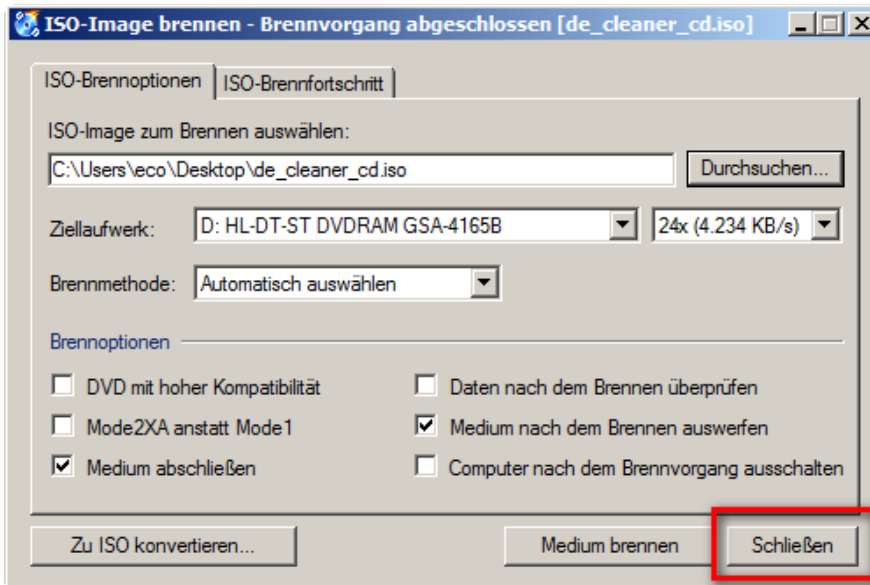 ISO-Image brennen - Brennvorgang abgeschlossen [de_cleaner_cd.iso]
ISO-Brennoptionen ISO-Brennfortschritt
ISO-Image zum Brennen auswählen:
C:\Users\eco\Desktop\de_cleaner_cd.iso Durchsuchen...
Ziellaufwerk: D: HL-DT-ST DVDRAM GSA-4165B 24x (4.234 KB/s)
Brennmethode: Automatisch auswählen
Brennoptionen
DVD mit hoher Kompatibilität Daten nach dem Brennen überprüfen
Mode2XA anstatt Mode1 Medium nach dem Brennen auswerfen
Medium abschließen Computer nach dem Brennvorgang ausschalten
Zu ISO konvertieren... Medium brennen Schließen